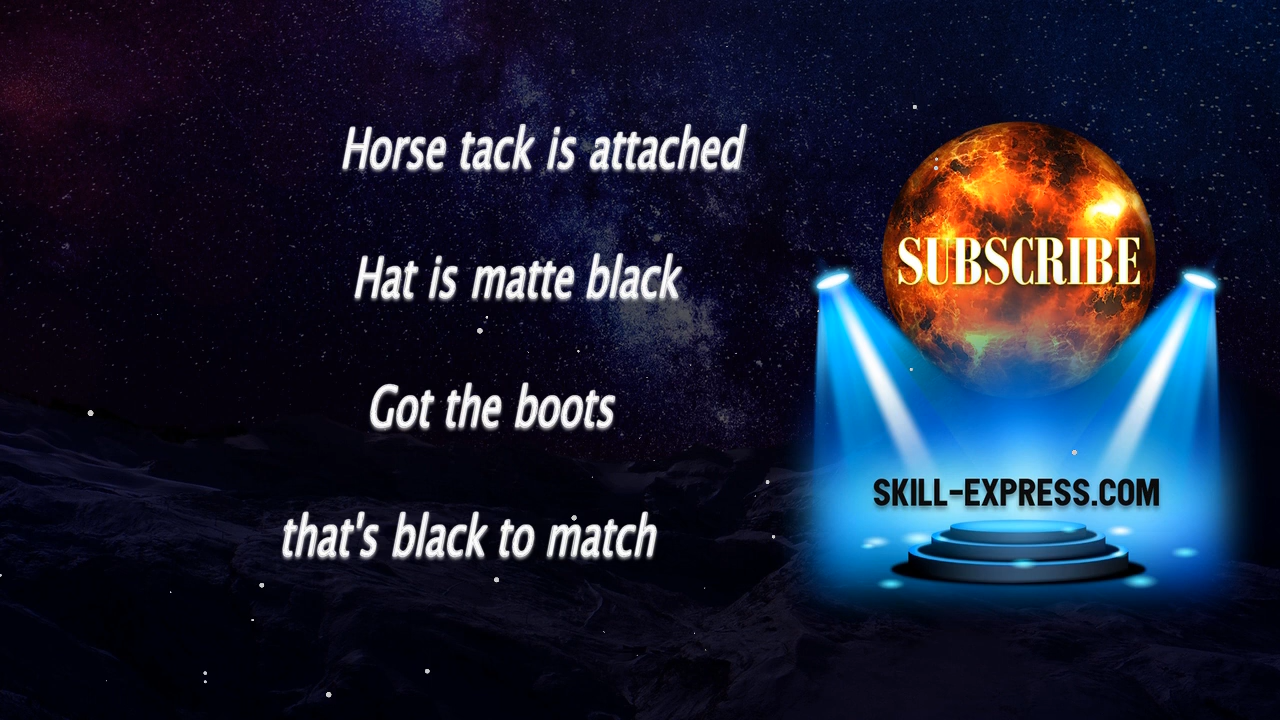 Horse tack is attached
Hat is matte black
Got the boots
that's black to match
SUBSCRIBE
SKILL-EXPRESS.COM